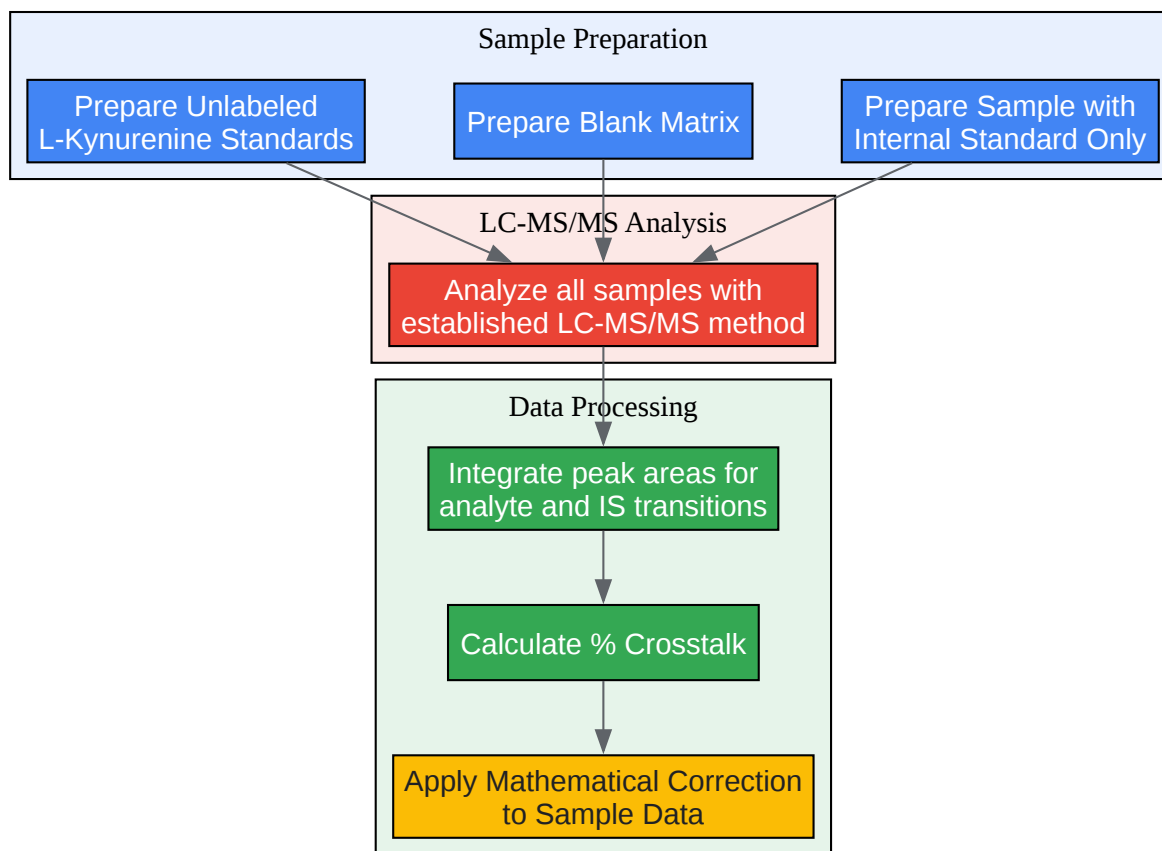 Sample Preparation
Prepare Unlabeled
L-Kynurenine Standards
Prepare Blank Matrix
Prepare Sample with
Internal Standard Only
LC-MS/MS Analysis
Analyze all samples with
established LC-MS/MS method
Data Processing
Integrate peak areas for
analyte and IS transitions
Calculate % Crosstalk
Apply Mathematical Correction
to Sample Data